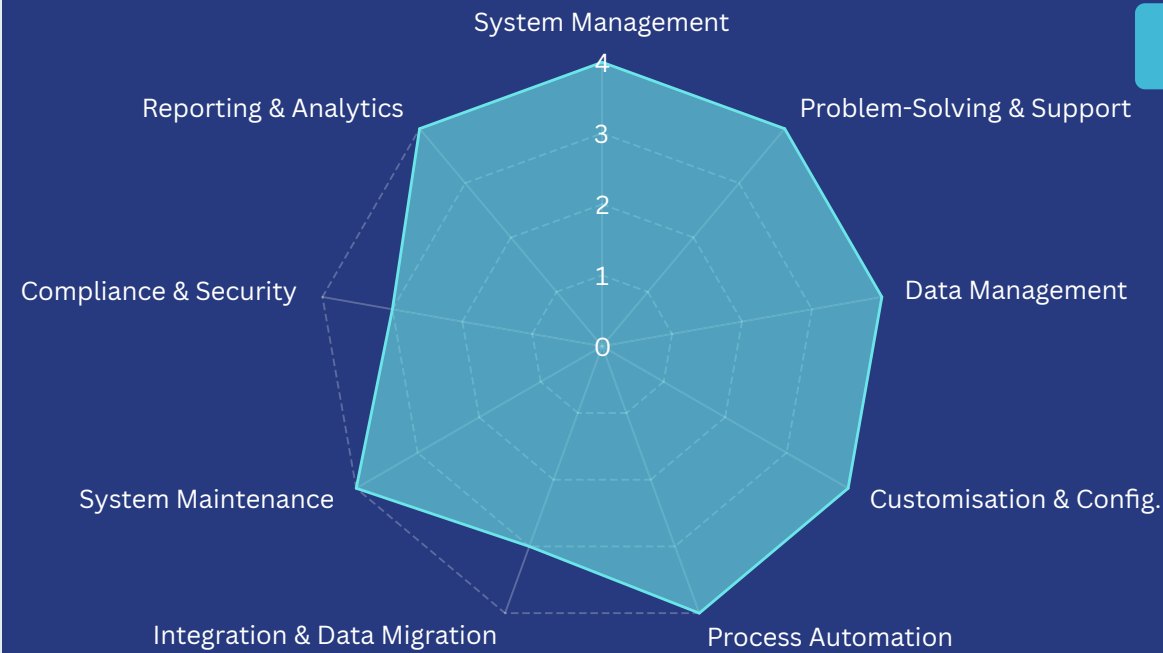 System Management
4
Reporting & Analytics
Problem-Solving & Support
3
2
1
Compliance & Security
Data Management
0
System Maintenance
Customisation & Config.
Integration & Data Migration
Process Automation